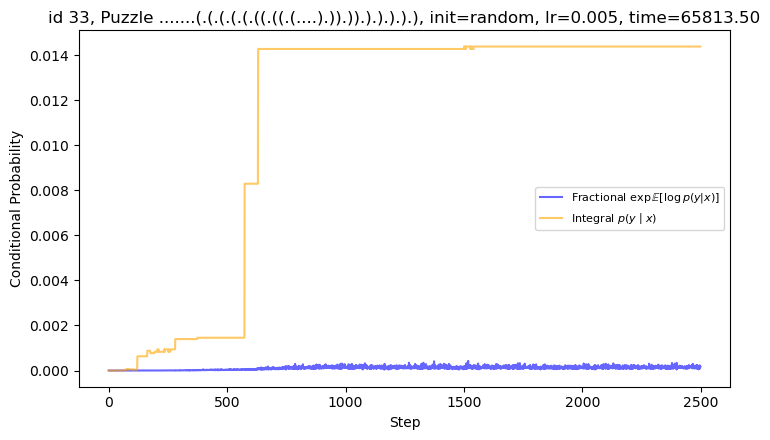 id 33, Puzzle .......(.(.(.(.(.((.((.(....).)).)).).).).).), init=random, lr=0.005, time=65813.50
Conditional Probability
0.014
0.012
0.010
0.008
0.006
0.004
0.002
0.000
Fractional exp𝔼[log p(y|x)]
Integral p(y | x)
0
500
1000
1500
2000
2500
Step